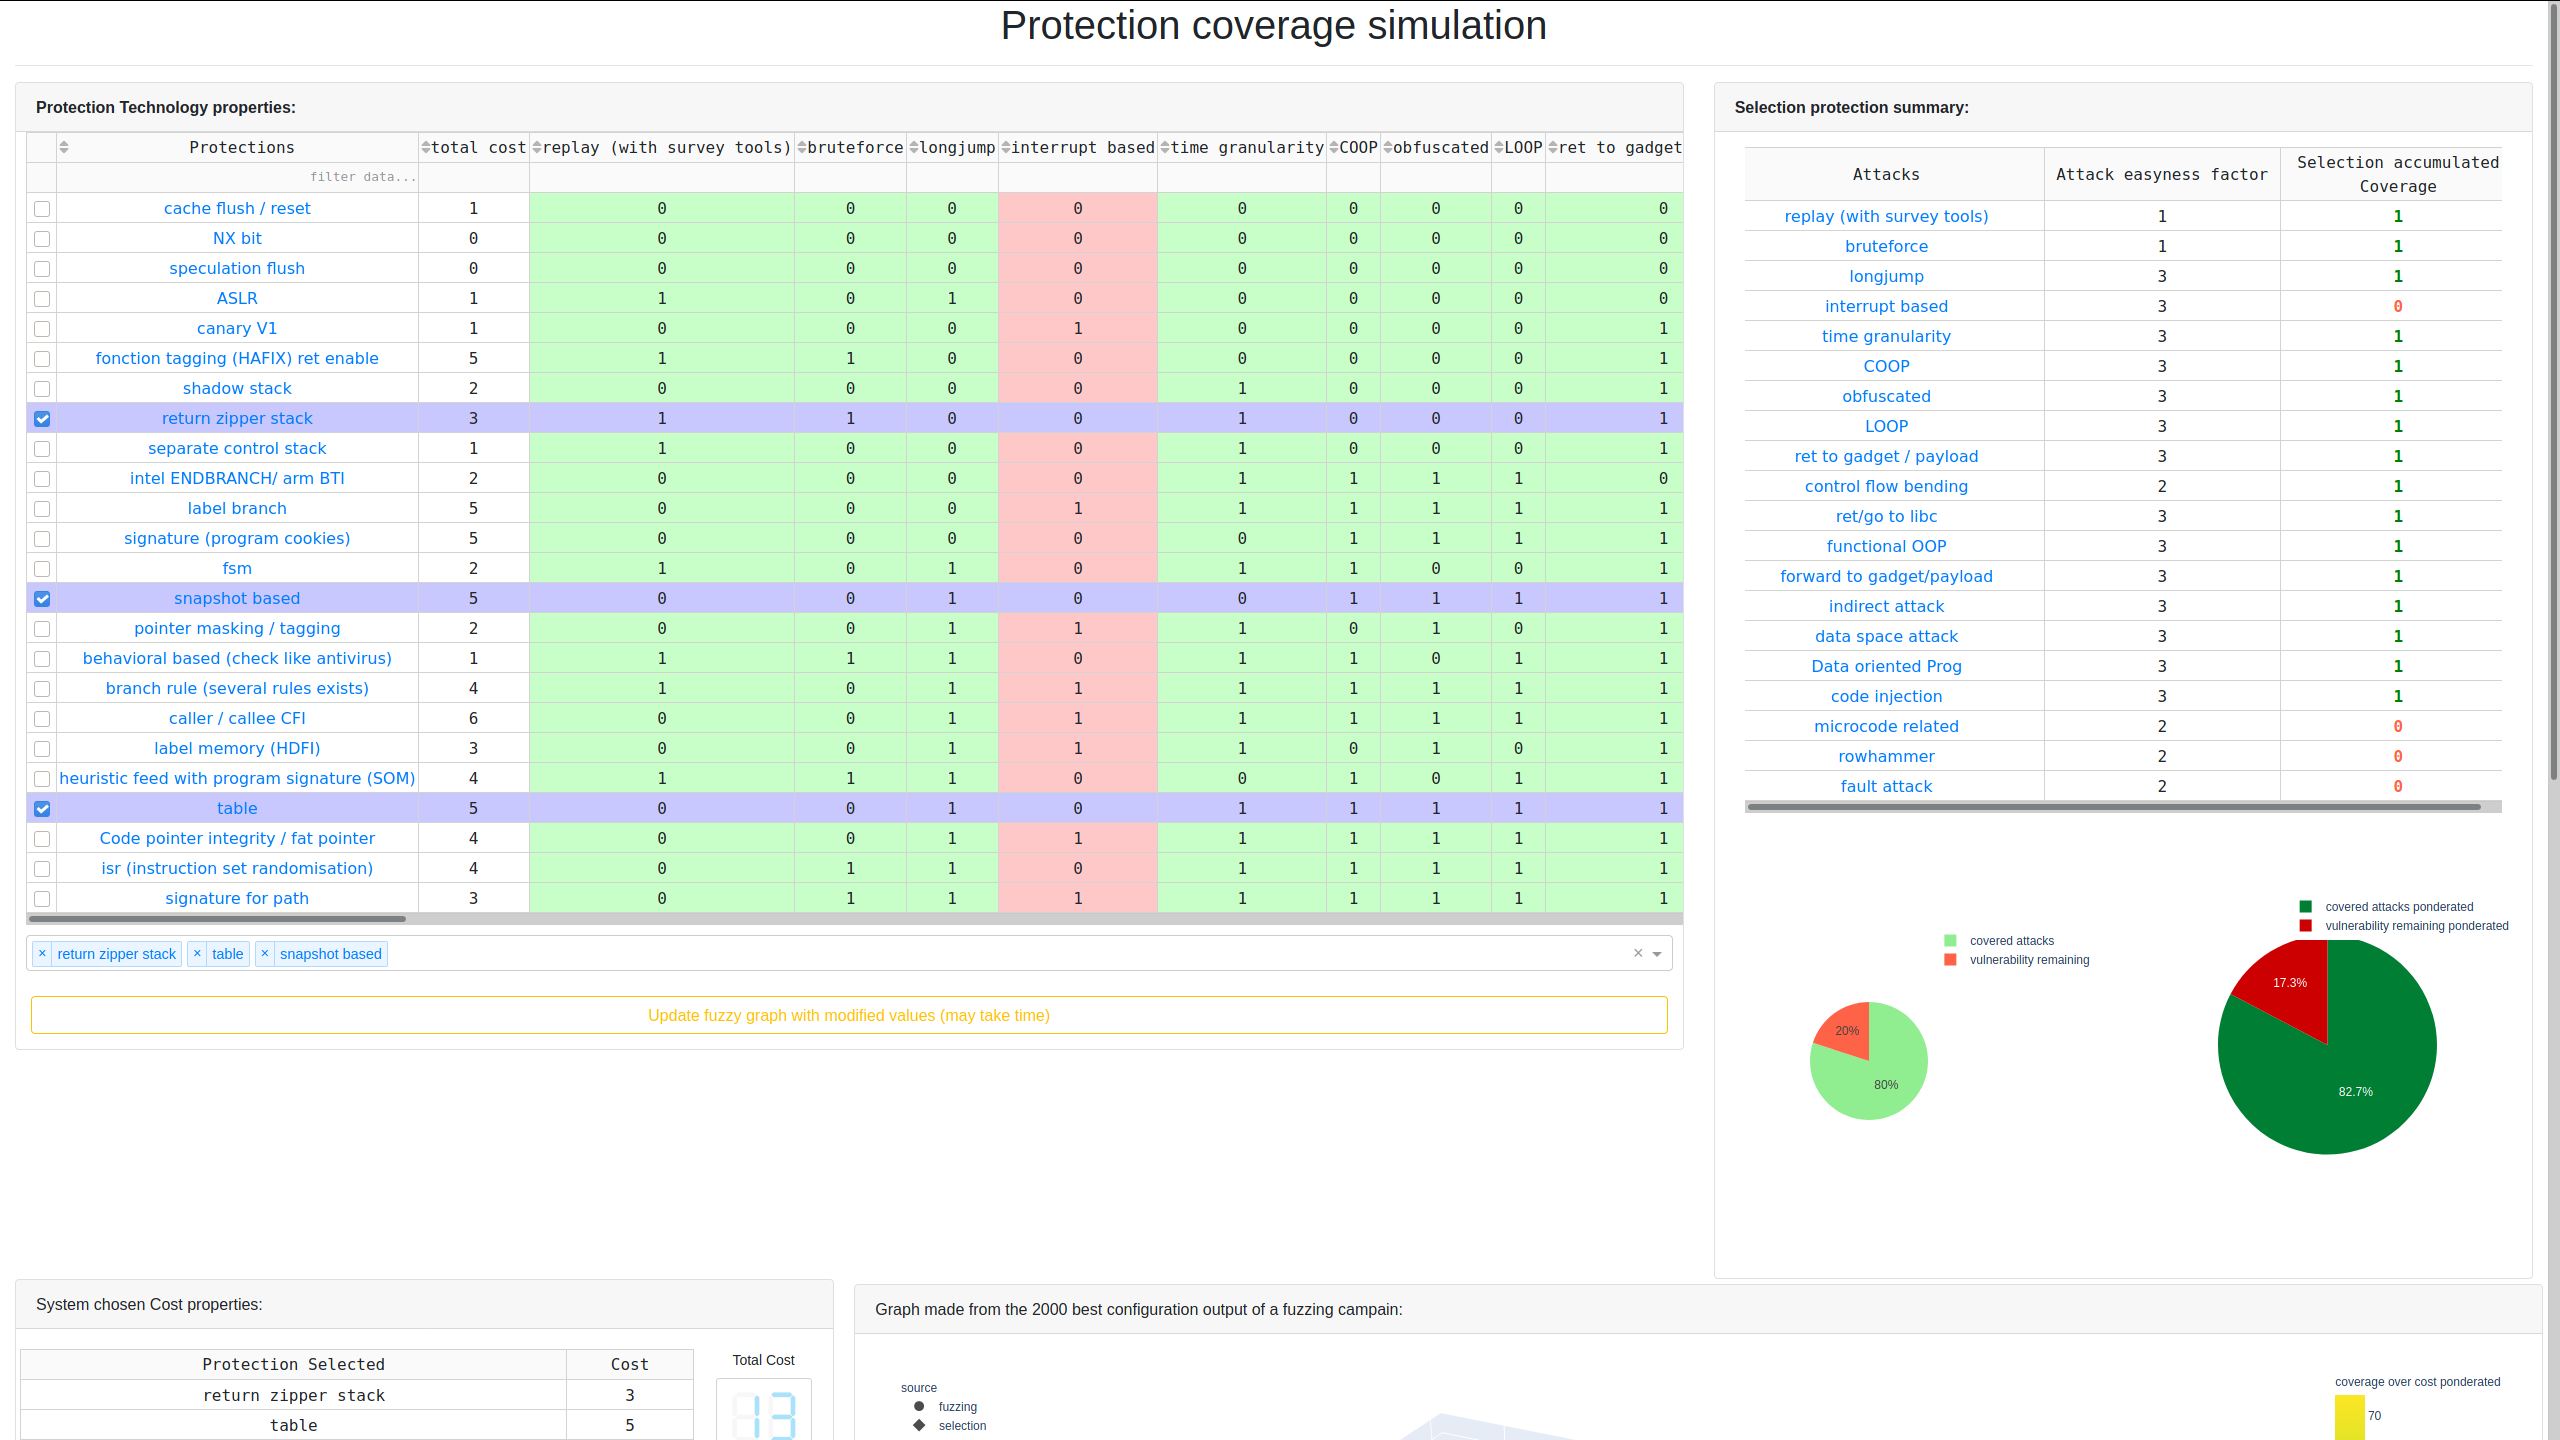 Protection coverage simulation
Protection Technology properties:
Protections total cost replay (with survey tools) bruteforce longjump interrupt based time granularity COOP obfuscated LOOP ret to gadget
filter data...
cache flush / reset 1 0 0 0 0 0 0 0 0 0
NX bit 0 0 0 0 0 0 0 0 0 0
speculation flush 0 0 0 0 0 0 0 0 0 0
ASLR 1 1 0 1 0 0 0 0 0 0
canary V1 1 0 0 0 1 0 0 0 0 1
fonction tagging (HAFIX) ret enable 5 1 1 0 0 0 0 0 0 1
shadow stack 2 0 0 0 0 1 0 0 0 1
return zipper stack 3 1 1 0 0 1 0 0 0 1
separate control stack 1 1 0 0 0 1 0 0 0 1
intel ENDBRANCH/ arm BTI 2 0 0 0 0 1 1 1 1 0
label branch 5 0 0 0 1 1 1 1 1 1
signature (program cookies) 5 0 0 0 0 0 1 1 1 1
fsm 2 1 0 1 0 1 1 0 0 1
snapshot based 5 0 0 1 0 0 1 1 1 1
pointer masking / tagging 2 0 0 1 1 1 0 1 0 1
behavioral based (check like antivirus) 1 1 1 1 0 1 1 0 1 1
branch rule (several rules exists) 4 1 0 1 1 1 1 1 1 1
caller / callee CFI 6 0 0 1 1 1 1 1 1 1
label memory (HDFI) 3 0 0 1 1 1 0 1 0 1
heuristic feed with program signature (SOM) 4 1 1 1 0 0 1 0 1 1
table 5 0 0 1 0 1 1 1 1 1
Code pointer integrity / fat pointer 4 0 0 1 1 1 1 1 1 1
isr (instruction set randomisation) 4 0 1 1 0 1 1 1 1 1
signature for path 3 0 1 1 1 1 1 1 1 1
× return zipper stack × table × snapshot based ×
Update fuzzy graph with modified values (may take time)
Selection protection summary:
Attacks Attack easyness factor Selection accumulated
Coverage
replay (with survey tools) 1 1
bruteforce 1 1
longjump 3 1
interrupt based 3 0
time granularity 3 1
COOP 3 1
obfuscated 3 1
LOOP 3 1
ret to gadget / payload 3 1
control flow bending 2 1
ret/go to libc 3 1
functional OOP 3 1
forward to gadget/payload 3 1
indirect attack 3 1
data space attack 3 1
Data oriented Prog 3 1
code injection 3 1
microcode related 2 0
rowhammer 2 0
fault attack 2 0
covered attacks
vulnerability remaining
20%
80%
covered attacks ponderated
vulnerability remaining ponderated
17.3%
82.7%
System chosen Cost properties:
Protection Selected Cost
return zipper stack 3
table 5
Total Cost
13
Graph made from the 2000 best configuration output of a fuzzing campain:
source
fuzzing
selection
coverage over cost ponderated
70